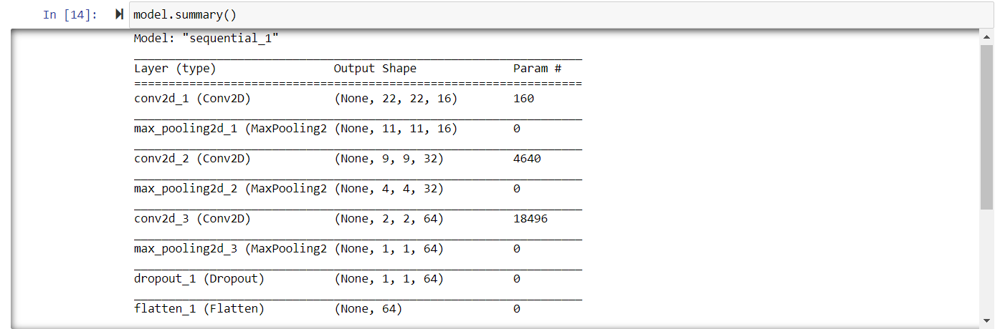 In [14]: model.summary()
Model: "sequential_1"
_________________________________________________________________
Layer (type)                 Output Shape              Param #
=================================================================
conv2d_1 (Conv2D)            (None, 22, 22, 16)        160
_________________________________________________________________
max_pooling2d_1 (MaxPooling2 (None, 11, 11, 16)        0
_________________________________________________________________
conv2d_2 (Conv2D)            (None, 9, 9, 32)          4640
_________________________________________________________________
max_pooling2d_2 (MaxPooling2 (None, 4, 4, 32)          0
_________________________________________________________________
conv2d_3 (Conv2D)            (None, 2, 2, 64)          18496
_________________________________________________________________
max_pooling2d_3 (MaxPooling2 (None, 1, 1, 64)          0
_________________________________________________________________
dropout_1 (Dropout)          (None, 1, 1, 64)          0
_________________________________________________________________
flatten_1 (Flatten)          (None, 64)                0